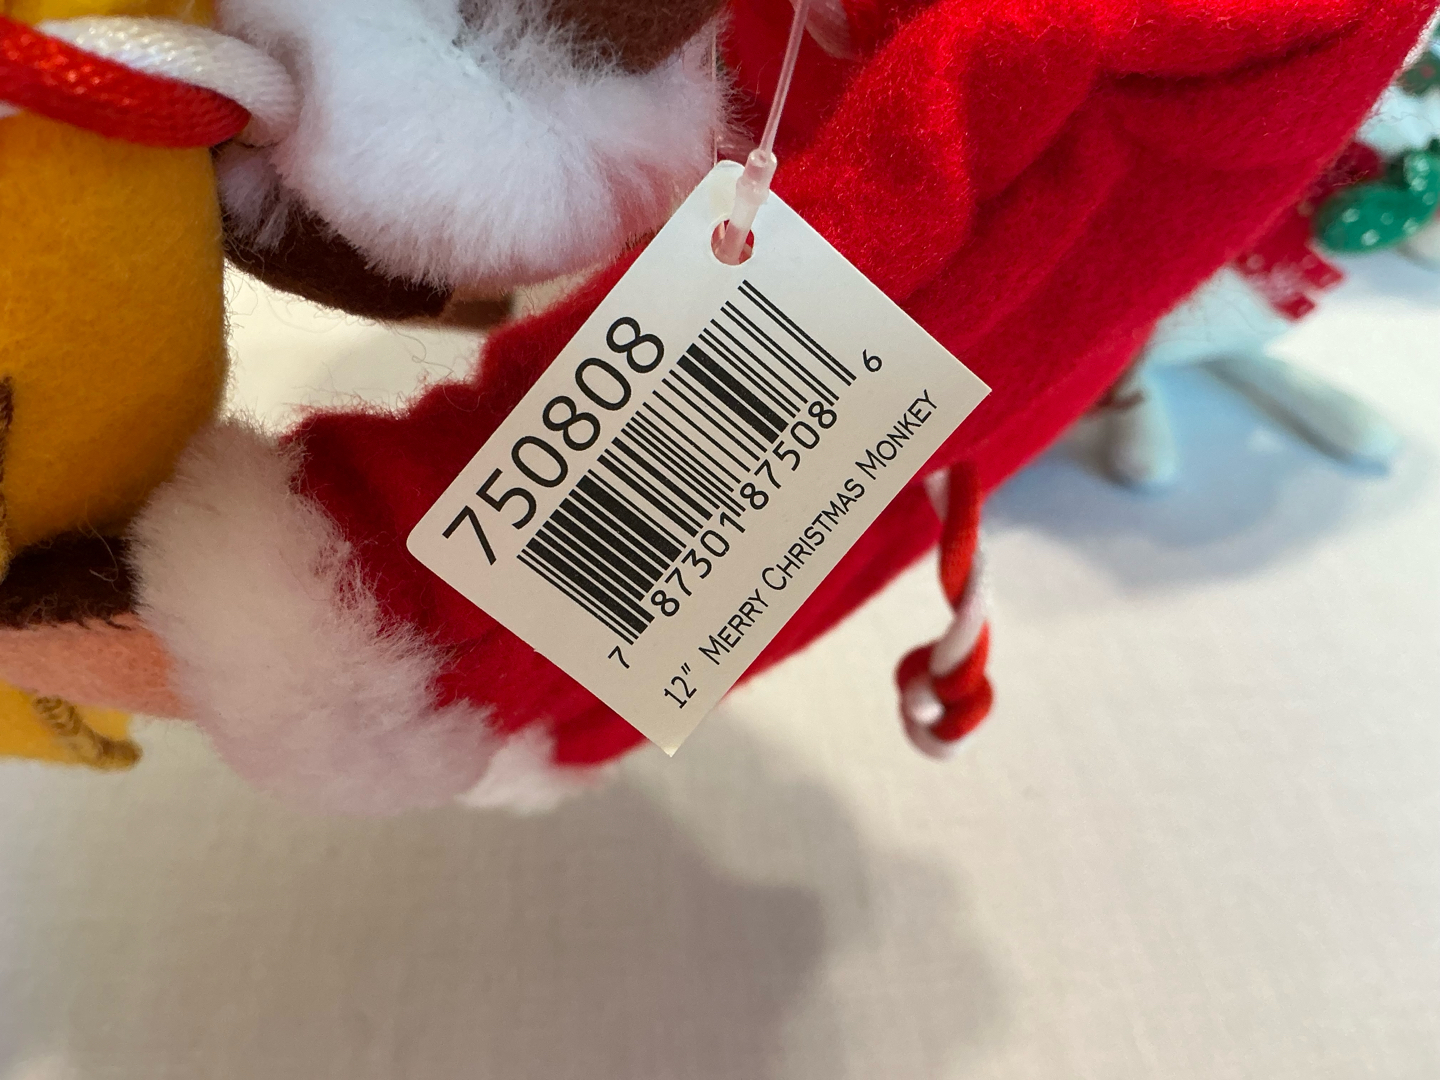 750808
7 87301 87508 6
12" MERRY CHRISTMAS MONKEY